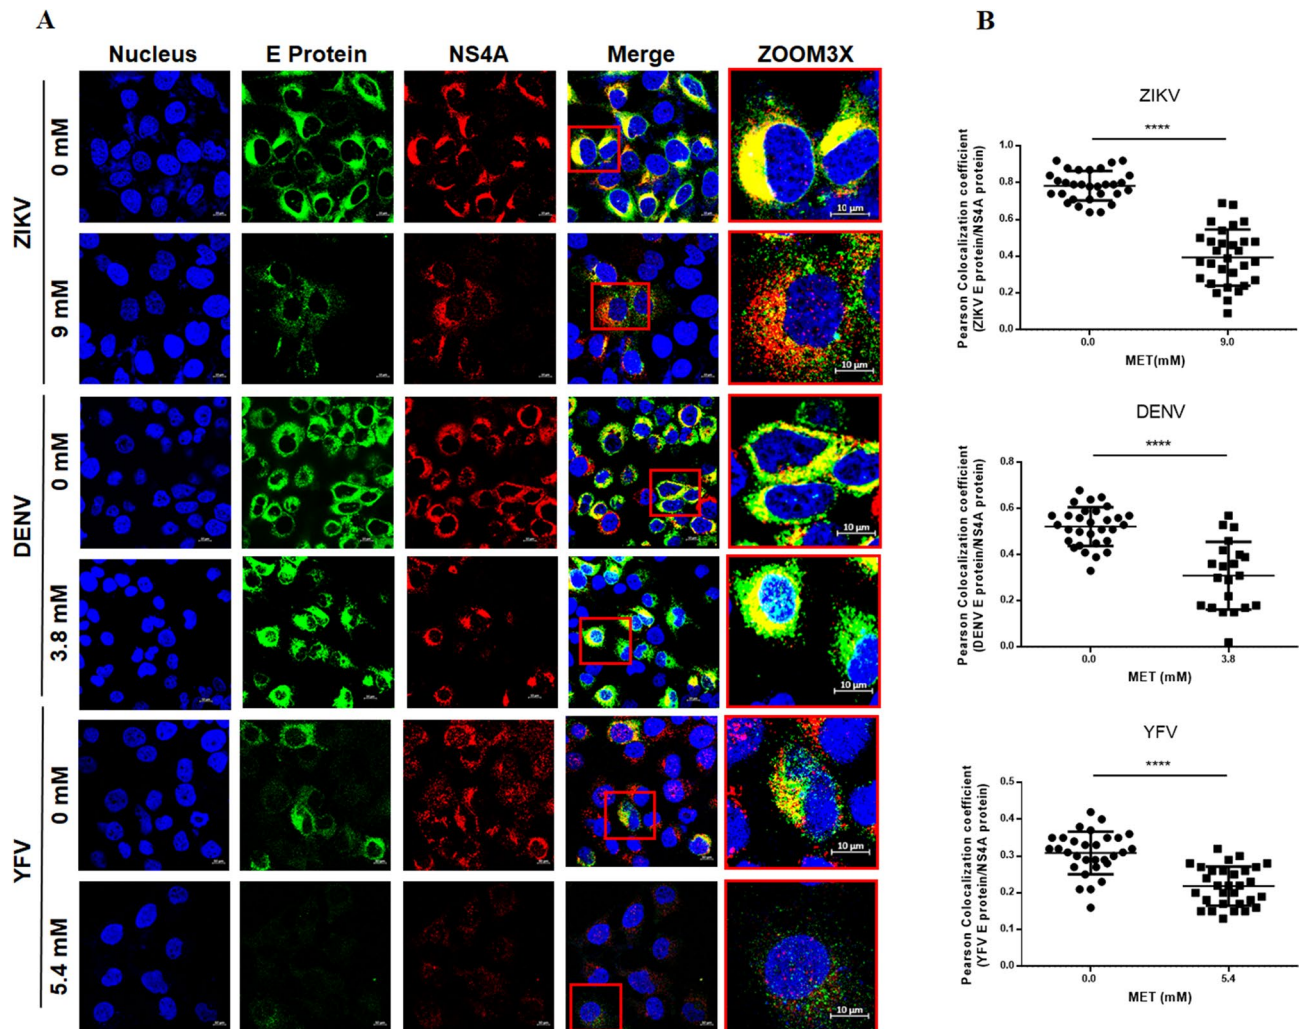 A
Nucleus
E Protein
NS4A
Merge
ZOOM3X
ZIKV
0 mM
10 µm
9 mM
10 µm
DENV
0 mM
10 µm
3.8 mM
10 µm
YFV
0 mM
10 µm
5.4 mM
10 µm
B
ZIKV
****
Pearson Colocalization coefficient
(ZIKV E protein/NS4A protein)
1.0
0.8
0.6
0.4
0.2
0.0
0.0
9.0
MET(mM)
DENV
****
Pearson Colocalization coefficient
(DENV E protein/NS4A protein)
0.8
0.6
0.4
0.2
0.0
0.0
3.8
MET (mM)
YFV
****
Pearson Colocalization coefficient
(YFV E protein/NS4A protein)
0.5
0.4
0.3
0.2
0.1
0.0
0.0
5.4
MET (mM)